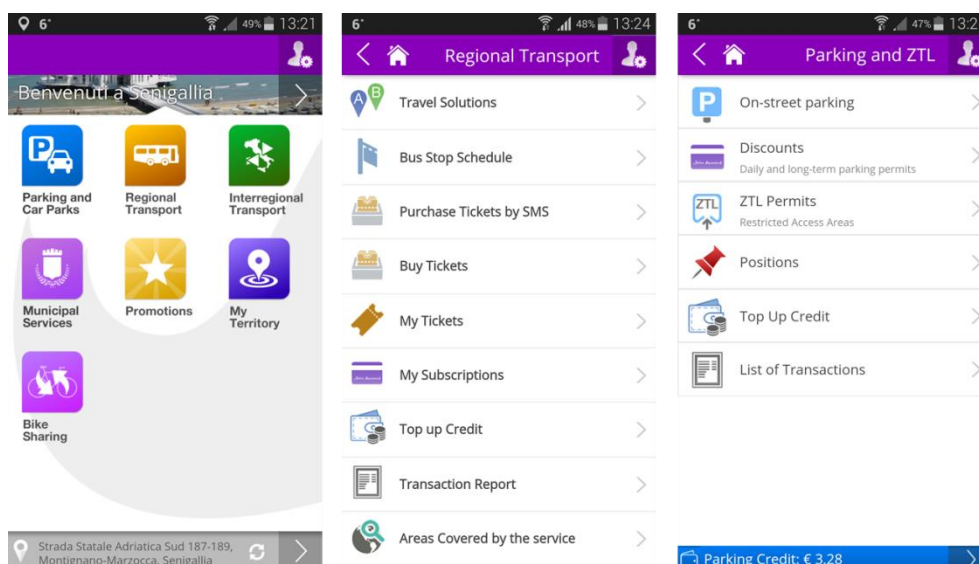 6°
49%
13:21
Benvenuti a Senigallia
Parking and
Car Parks
Regional
Transport
Interregional
Transport
Municipal
Services
Promotions
My
Territory
Bike
Sharing
Strada Statale Adriatica Sud 187-189,
Montignano-Marzocca, Senigallia
6°
48%
13:24
Regional Transport
A
B
Travel Solutions
Bus Stop Schedule
Purchase Tickets by SMS
Buy Tickets
My Tickets
My Subscriptions
Top up Credit
Transaction Report
Areas Covered by the service
6°
47%
13:2
Parking and ZTL
P
On-street parking
Discounts
Daily and long-term parking permits
ZTL
ZTL Permits
Restricted Access Areas
Positions
Top Up Credit
List of Transactions
Parking Credit: € 3.28